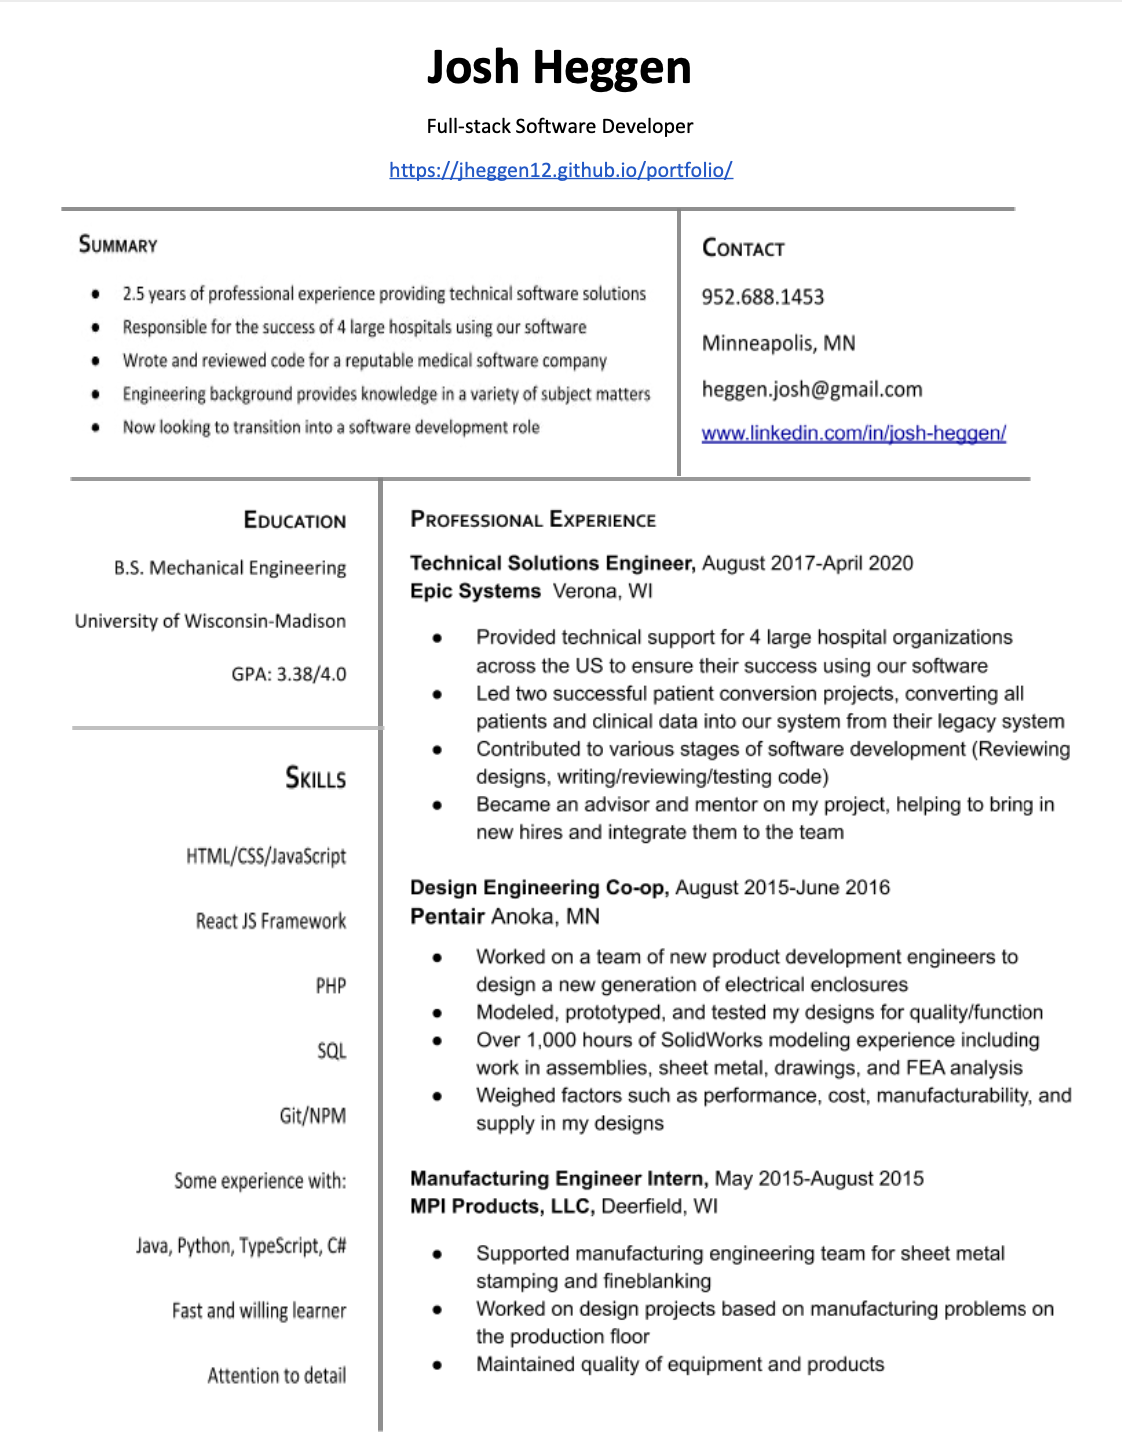 Josh Heggen
Full-stack Software Developer
https://jheggen12.github.io/portfolio/
SUMMARY
● 2.5 years of professional experience providing technical software solutions
● Responsible for the success of 4 large hospitals using our software
● Wrote and reviewed code for a reputable medical software company
● Engineering background provides knowledge in a variety of subject matters
● Now looking to transition into a software development role
CONTACT
952.688.1453
Minneapolis, MN
heggen.josh@gmail.com
www.linkedin.com/in/josh-heggen/
EDUCATION
B.S. Mechanical Engineering
University of Wisconsin-Madison
GPA: 3.38/4.0
SKILLS
HTML/CSS/JavaScript
React JS Framework
PHP
SQL
Git/NPM
Some experience with:
Java, Python, TypeScript, C#
Fast and willing learner
Attention to detail
PROFESSIONAL EXPERIENCE
Technical Solutions Engineer, August 2017-April 2020
Epic Systems Verona, WI
● Provided technical support for 4 large hospital organizations
across the US to ensure their success using our software
● Led two successful patient conversion projects, converting all
patients and clinical data into our system from their legacy system
● Contributed to various stages of software development (Reviewing
designs, writing/reviewing/testing code)
● Became an advisor and mentor on my project, helping to bring in
new hires and integrate them to the team
Design Engineering Co-op, August 2015-June 2016
Pentair Anoka, MN
● Worked on a team of new product development engineers to
design a new generation of electrical enclosures
● Modeled, prototyped, and tested my designs for quality/function
● Over 1,000 hours of SolidWorks modeling experience including
work in assemblies, sheet metal, drawings, and FEA analysis
● Weighed factors such as performance, cost, manufacturability, and
supply in my designs
Manufacturing Engineer Intern, May 2015-August 2015
MPI Products, LLC, Deerfield, WI
● Supported manufacturing engineering team for sheet metal
stamping and fineblanking
● Worked on design projects based on manufacturing problems on
the production floor
● Maintained quality of equipment and products